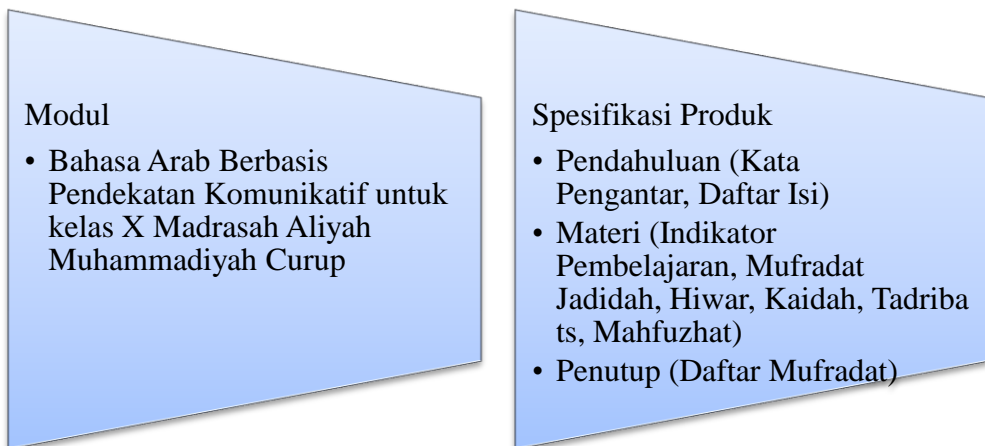 Modul
• Bahasa Arab Berbasis
Pendekatan Komunikatif untuk
kelas X Madrasah Aliyah
Muhammadiyah Curup
Spesifikasi Produk
• Pendahuluan (Kata
Pengantar, Daftar Isi)
• Materi (Indikator
Pembelajaran, Mufradat
Jadidah, Hiwar, Kaidah, Tadriba
ts, Mahfuzhat)
• Penutup (Daftar Mufradat)